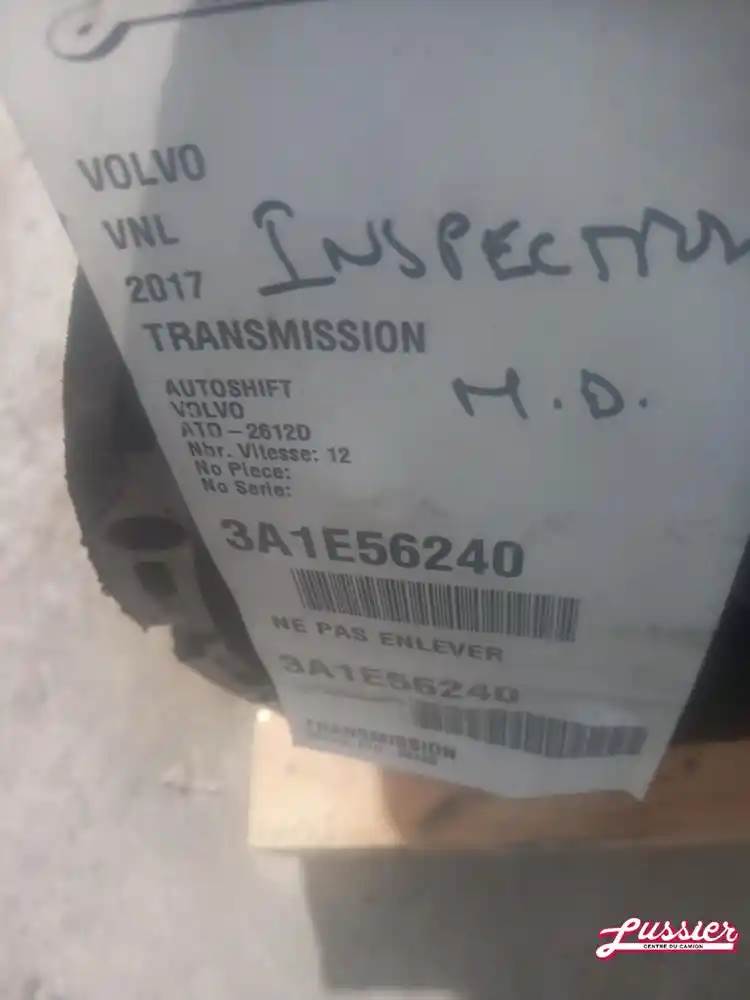 VOLVO
VNL
2017
INSPECTION
TRANSMISSION
AUTOSHIFT
VOLVO
M.D.
ATO-2612D
Nbr. Vitesse: 12
No Piece:
No Serie:
3A1E56240
NE PAS ENLEVER
3A1E56240
TRANSMISSION
Lussier
CENTRE DU CAMION